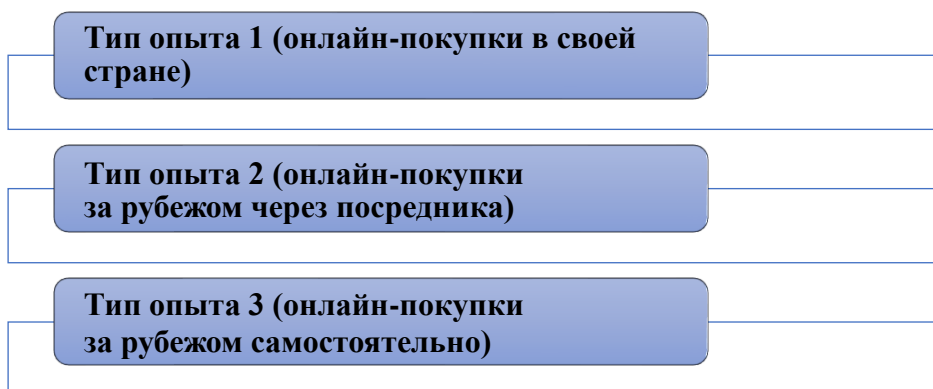 Тип опыта 1 (онлайн-покупки в своей
стране)
Тип опыта 2 (онлайн-покупки
за рубежом через посредника)
Тип опыта 3 (онлайн-покупки
за рубежом самостоятельно)